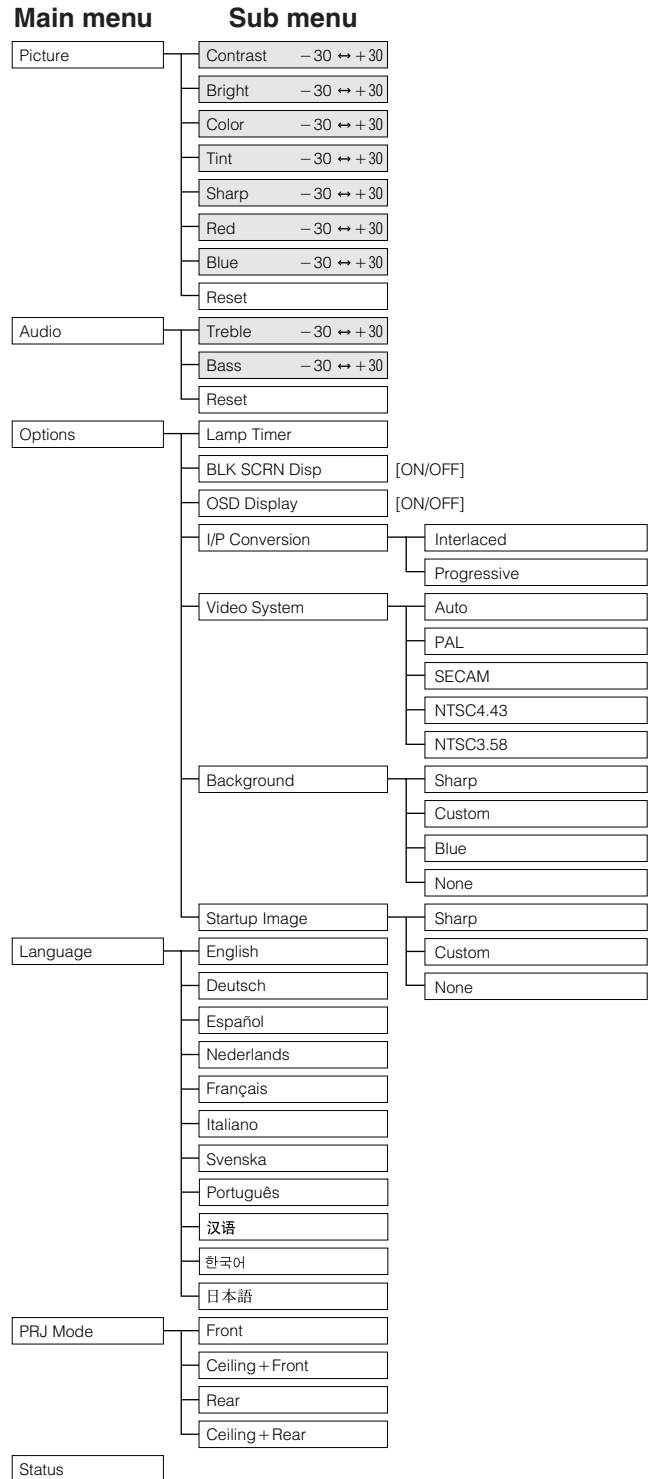 Main menu Sub menu
Picture Contrast −30 ↔ +30
Bright −30 ↔ +30
Color −30 ↔ +30
Tint −30 ↔ +30
Sharp −30 ↔ +30
Red −30 ↔ +30
Blue −30 ↔ +30
Reset
Audio Treble −30 ↔ +30
Bass −30 ↔ +30
Reset
Options Lamp Timer
BLK SCRN Disp [ON/OFF]
OSD Display [ON/OFF]
I/P Conversion Interlaced
Progressive
Video System Auto
PAL
SECAM
NTSC4.43
NTSC3.58
Background Sharp
Custom
Blue
None
Startup Image Sharp
Language English Custom
Deutsch None
Español
Nederlands
Français
Italiano
Svenska
Português
汉语
한국어
日本語
PRJ Mode Front
Ceiling+Front
Rear
Ceiling+Rear
Status